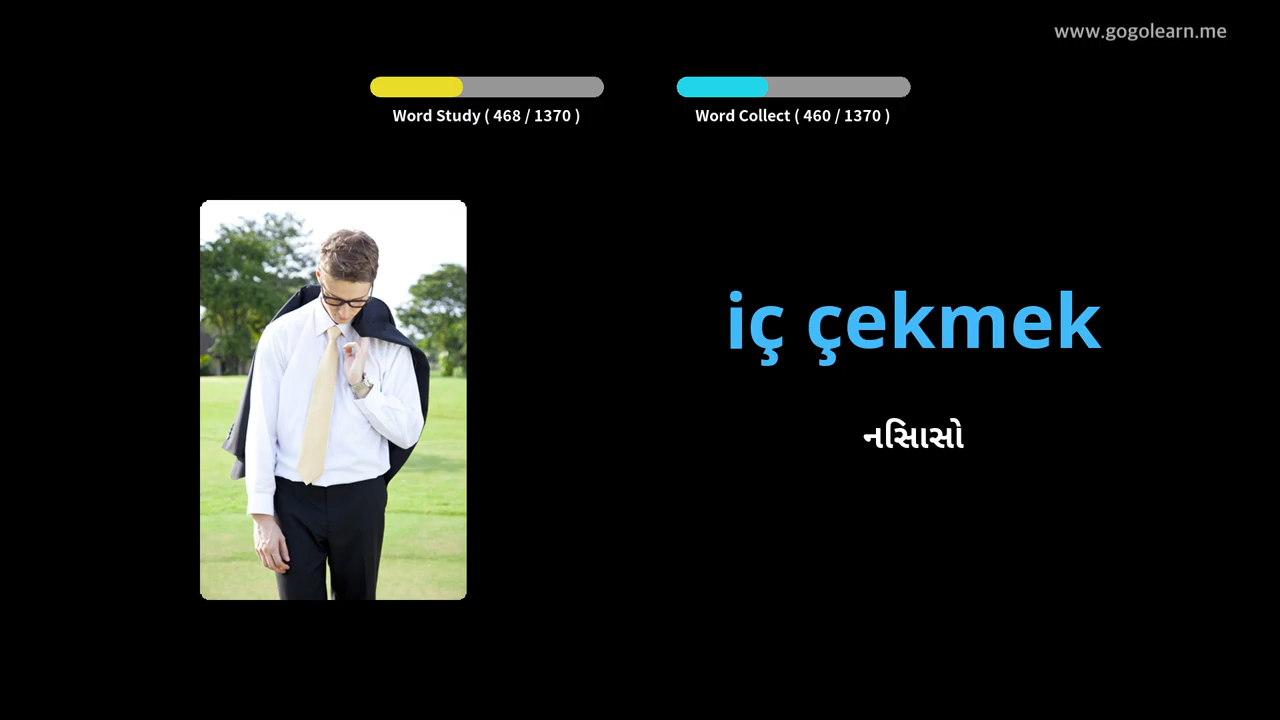 www.gogolearn.me
Word Study ( 468 / 1370 )
Word Collect ( 460 / 1370 )
iç çekmek
નસિાસો